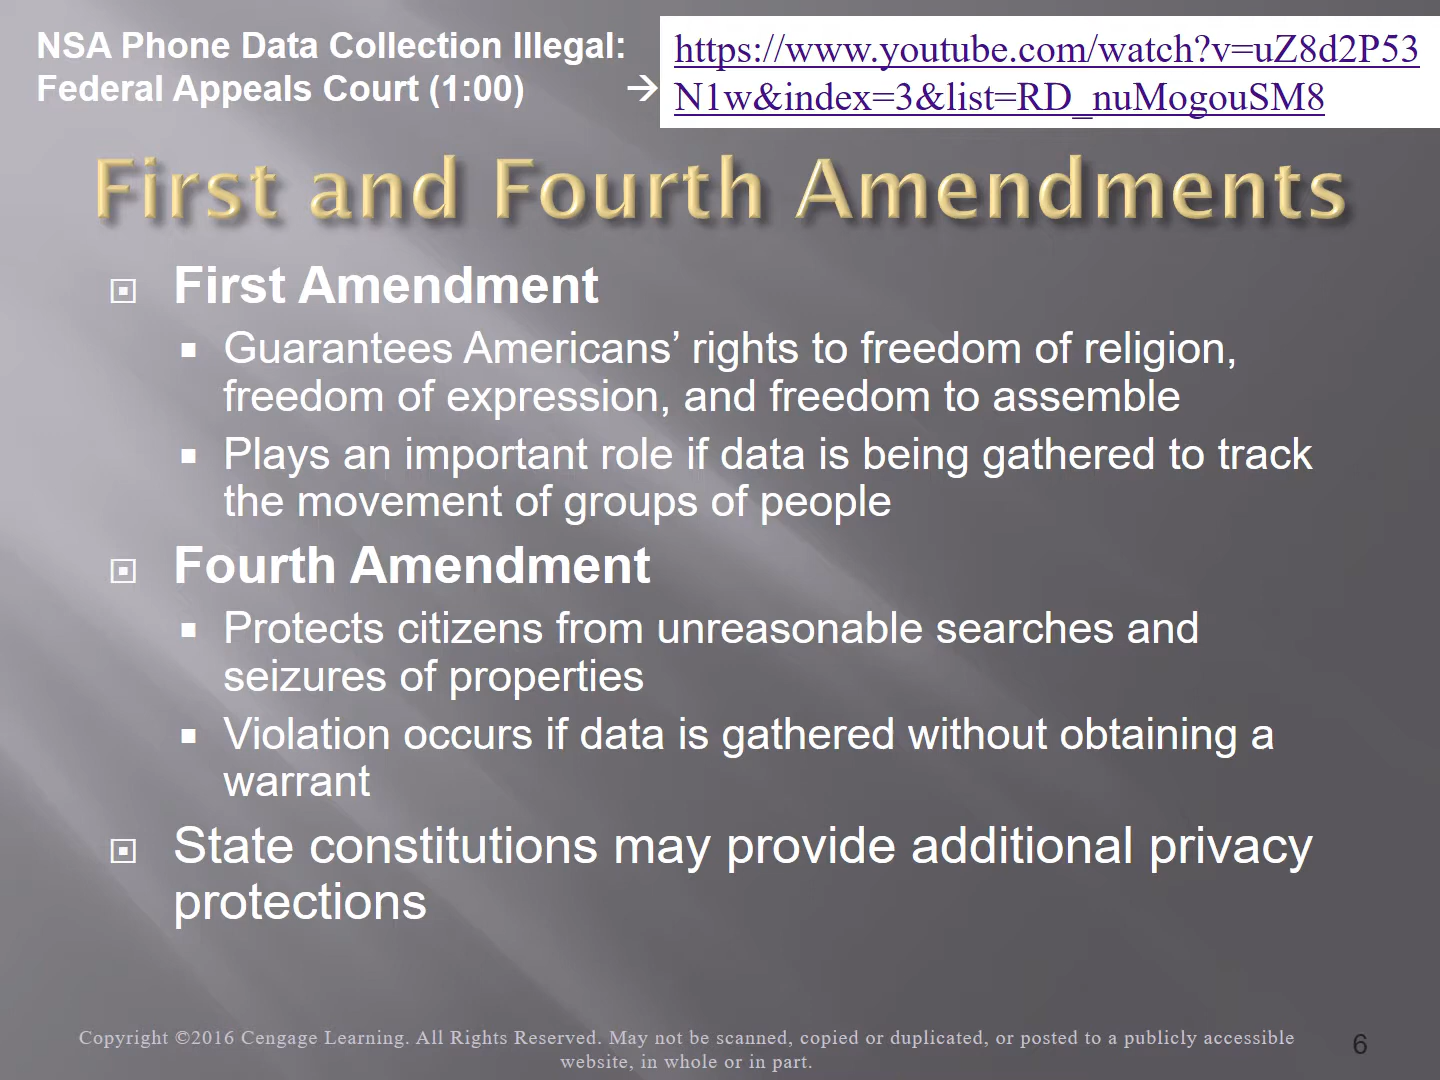 NSA Phone Data Collection Illegal:
Federal Appeals Court (1:00) →
https://www.youtube.com/watch?v=uZ8d2P53
N1w&index=3&list=RD_nuMogouSM8
First and Fourth Amendments
First Amendment
Guarantees Americans’ rights to freedom of religion,
freedom of expression, and freedom to assemble
Plays an important role if data is being gathered to track
the movement of groups of people
Fourth Amendment
Protects citizens from unreasonable searches and
seizures of properties
Violation occurs if data is gathered without obtaining a
warrant
State constitutions may provide additional privacy
protections
Copyright ©2016 Cengage Learning. All Rights Reserved. May not be scanned, copied or duplicated, or posted to a publicly accessible
website, in whole or in part.
6